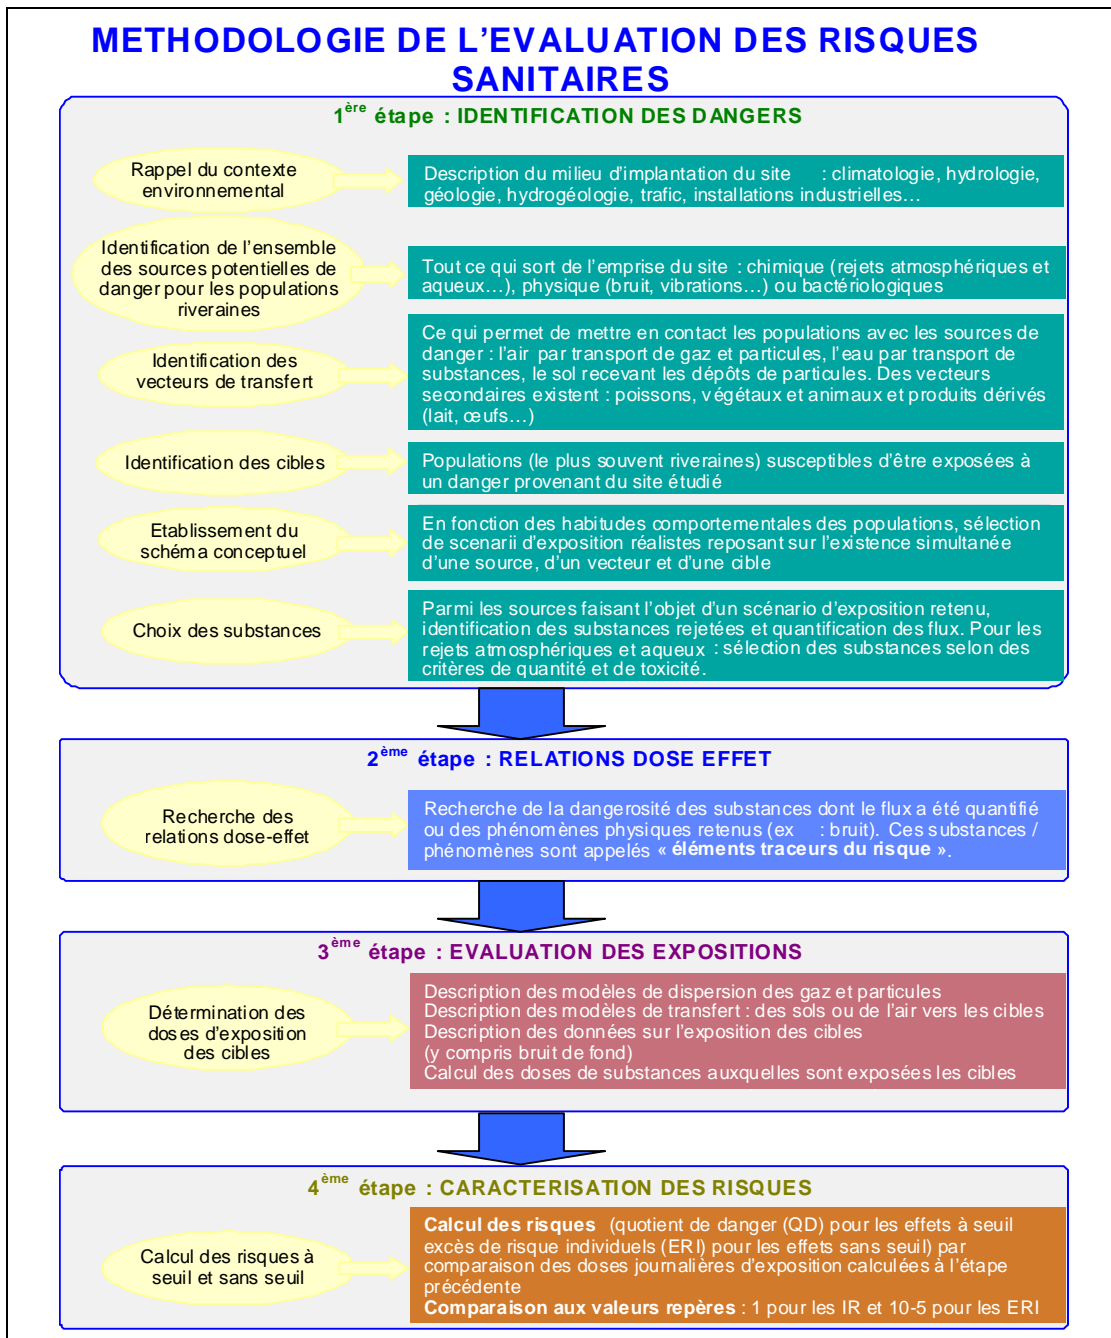 METHODOLOGIE DE L'EVALUATION DES RISQUES
SANITAIRES
1ère étape : IDENTIFICATION DES DANGERS
Rappel du contexte
environnemental
Description du milieu d'implantation du site : climatologie, hydrologie,
géologie, hydrogéologie, trafic, installations industrielles…
Identification de l'ensemble
des sources potentielles de
danger pour les populations
riveraines
Tout ce qui sort de l'emprise du site : chimique (rejets atmosphériques et
aqueux…), physique (bruit, vibrations…) ou bactériologiques
Identification des
vecteurs de transfert
Ce qui permet de mettre en contact les populations avec les sources de
danger : l'air par transport de gaz et particules, l'eau par transport de
substances, le sol recevant les dépôts de particules. Des vecteurs
secondaires existent : poissons, végétaux et animaux et produits dérivés
(lait, œufs…)
Identification des cibles
Populations (le plus souvent riveraines) susceptibles d'être exposées à
un danger provenant du site étudié
Etablissement du
schéma conceptuel
En fonction des habitudes comportementales des populations, sélection
de scenarii d'exposition réalistes reposant sur l'existence simultanée
d'une source, d'un vecteur et d'une cible
Choix des substances
Parmi les sources faisant l'objet d'un scénario d'exposition retenu,
identification des substances rejetées et quantification des flux. Pour les
rejets atmosphériques et aqueux : sélection des substances selon des
critères de quantité et de toxicité.
2ème étape : RELATIONS DOSE EFFET
Recherche des
relations dose-effet
Recherche de la dangerosité des substances dont le flux a été quantifié
ou des phénomènes physiques retenus (ex : bruit). Ces substances /
phénomènes sont appelés « éléments traceurs du risque ».
3ème étape : EVALUATION DES EXPOSITIONS
Détermination des
doses d'exposition
des cibles
Description des modèles de dispersion des gaz et particules
Description des modèles de transfert : des sols ou de l'air vers les cibles
Description des données sur l'exposition des cibles
(y compris bruit de fond)
Calcul des doses de substances auxquelles sont exposées les cibles
4ème étape : CARACTERISATION DES RISQUES
Calcul des risques à
seuil et sans seuil
Calcul des risques (quotient de danger (QD) pour les effets à seuil
excès de risque individuels (ERI) pour les effets sans seuil) par
comparaison des doses journalières d'exposition calculées à l'étape
précédente
Comparaison aux valeurs repères : 1 pour les IR et 10-5 pour les ERI